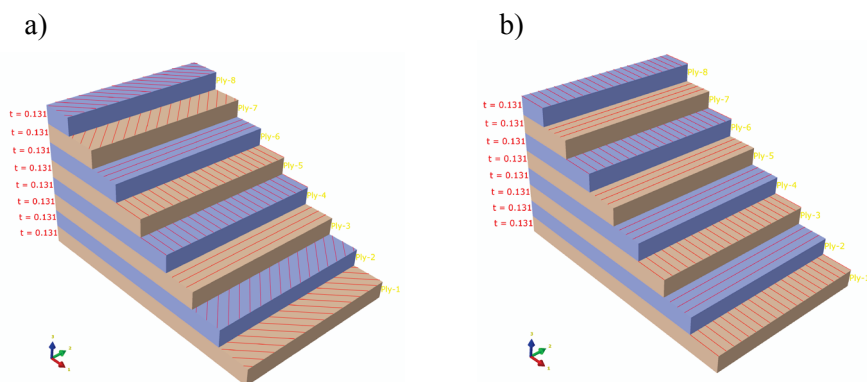 a)
Ply-8
Ply-7
Ply-6
Ply-5
Ply-4
Ply-3
Ply-2
Ply-1
t = 0.131
t = 0.131
t = 0.131
t = 0.131
t = 0.131
t = 0.131
t = 0.131
t = 0.131
b)
Ply-8
Ply-7
Ply-6
Ply-5
Ply-4
Ply-3
Ply-2
t = 0.131
t = 0.131
t = 0.131
t = 0.131
t = 0.131
t = 0.131
t = 0.131
t = 0.131